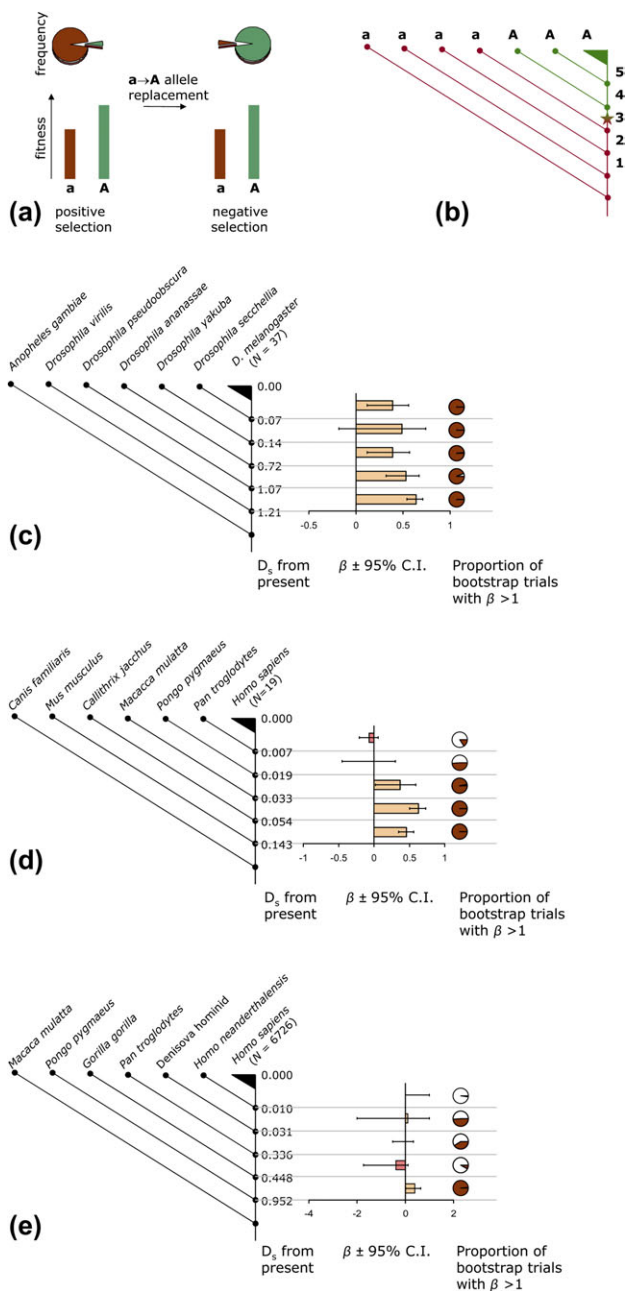 frequency
a→A allele
replacement
fitness
a
A
a
A
positive
selection
negative
selection
(a)
a a a a A A A
5
4
3
2
1
(b)
Anopheles gambiae
Drosophila virilis
Drosophila pseudoobscura
Drosophila ananassae
Drosophila yakuba
Drosophila secchellia
D. melanogaster
(N = 37)
0.00
0.07
0.14
0.72
1.07
1.21
-0.5 0 0.5 1
(c)
Ds from
present
β ± 95% C.I.
Proportion of
bootstrap trials
with β >1
Canis familiaris
Mus musculus
Callithrix jacchus
Macacca mulatta
Pongo pygmaeus
Pan troglodytes
Homo sapiens
(N=19)
0.000
0.007
0.019
0.033
0.054
0.143
-1 -0.5 0 0.5 1
(d)
Ds from
present
β ± 95% C.I.
Proportion of
bootstrap trials
with β >1
Macaca mulatta
Pongo pygmaeus
Gorilla gorilla
Pan troglodytes
Denisova hominid
Homo neanderthalensis
Homo sapiens
(N = 6726)
0.000
0.010
0.031
0.336
0.448
0.952
-4 -2 0 2
(e)
Ds from
present
β ± 95% C.I.
Proportion of
bootstrap trials
with β >1